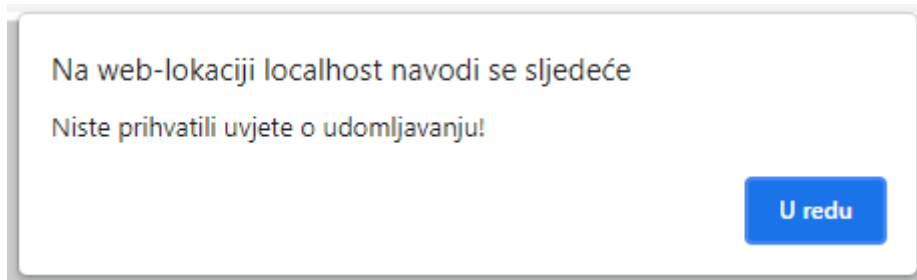 Na web-lokaciji localhost navodi se sljedeće
Niste prihvatili uvjete o udomljavanju!
U redu